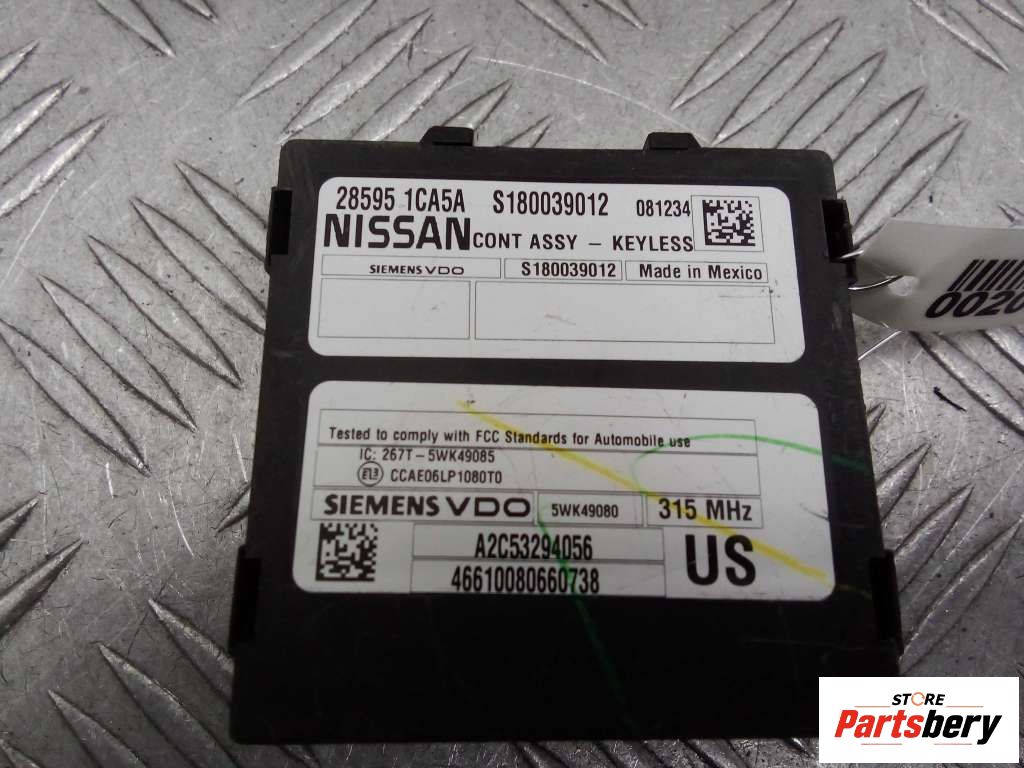 28595 1CA5A S180039012 081234
NISSAN CONT ASSY - KEYLESS
SIEMENS VDO S180039012 Made in Mexico
Tested to comply with FCC Standards for Automobile use
IC: 267T-5WK49085
CCAE06LP1080T0
SIEMENS VDO 5WK49080 315 MHz
A2C53294056 US
46610080660738
0020
STORE
Partsbery